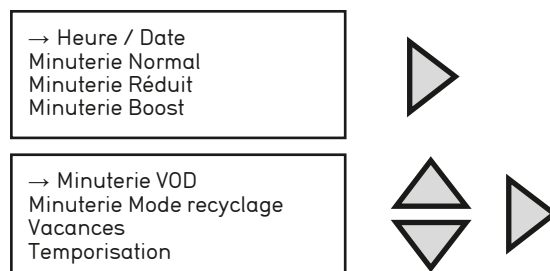 → Heure / Date
Minuterie Normal
Minuterie Réduit
Minuterie Boost
→ Minuterie VOD
Minuterie Mode recyclage
Vacances
Temporisation